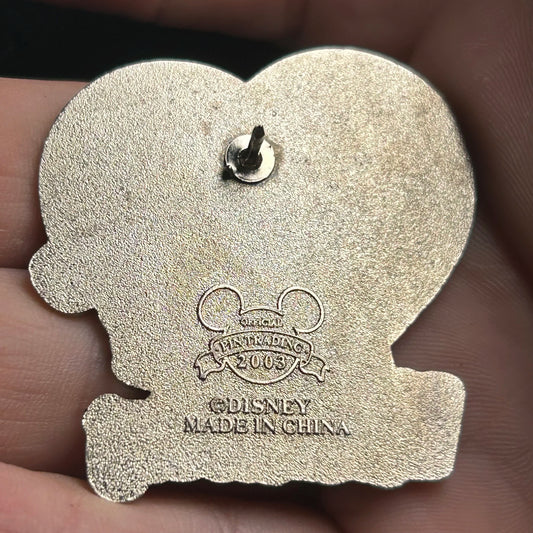 OFFICIAL
PIN TRADING
2003
©DISNEY
MADE IN CHINA